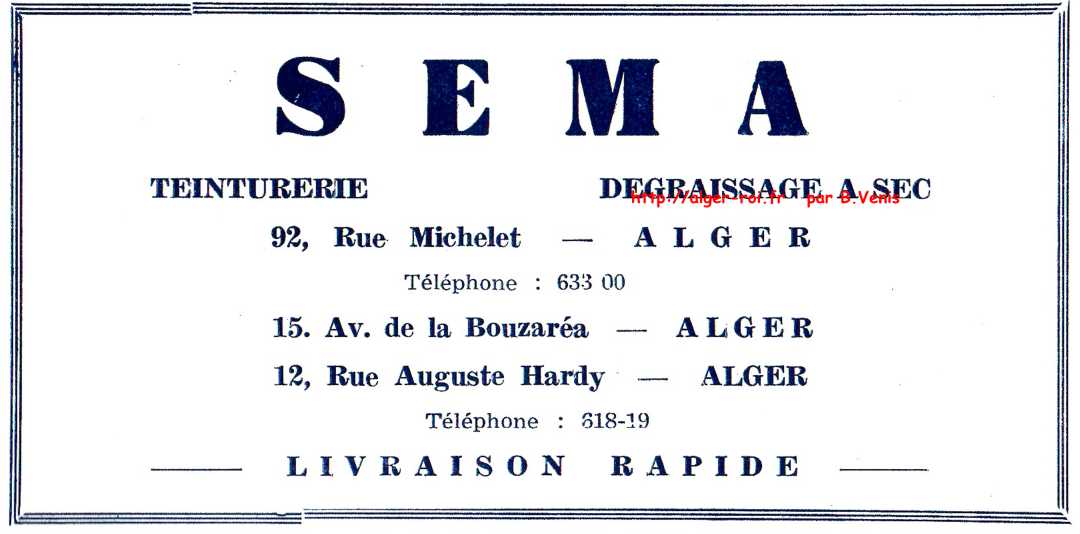 SEMA
TEINTURERIE DEGRAISSAGE A SEC
http://alger-roi.fr par B.Venis
92, Rue Michelet — ALGER
Téléphone : 633 00
15. Av. de la Bouzaréa — ALGER
12, Rue Auguste Hardy — ALGER
Téléphone : 618-19
LIVRAISON RAPIDE